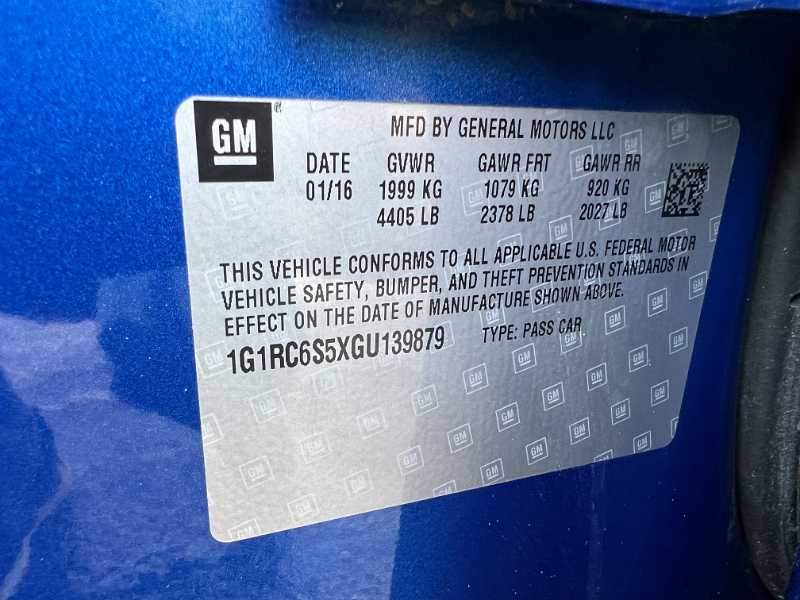 GM
MFD BY GENERAL MOTORS LLC
DATE GVWR GAWR FRT GAWR RR
01/16 1999 KG 1079 KG 920 KG
4405 LB 2378 LB 2027 LB
THIS VEHICLE CONFORMS TO ALL APPLICABLE U.S. FEDERAL MOTOR
VEHICLE SAFETY, BUMPER, AND THEFT PREVENTION STANDARDS IN
EFFECT ON THE DATE OF MANUFACTURE SHOWN ABOVE.
1G1RC6S5XGU139879 TYPE: PASS CAR